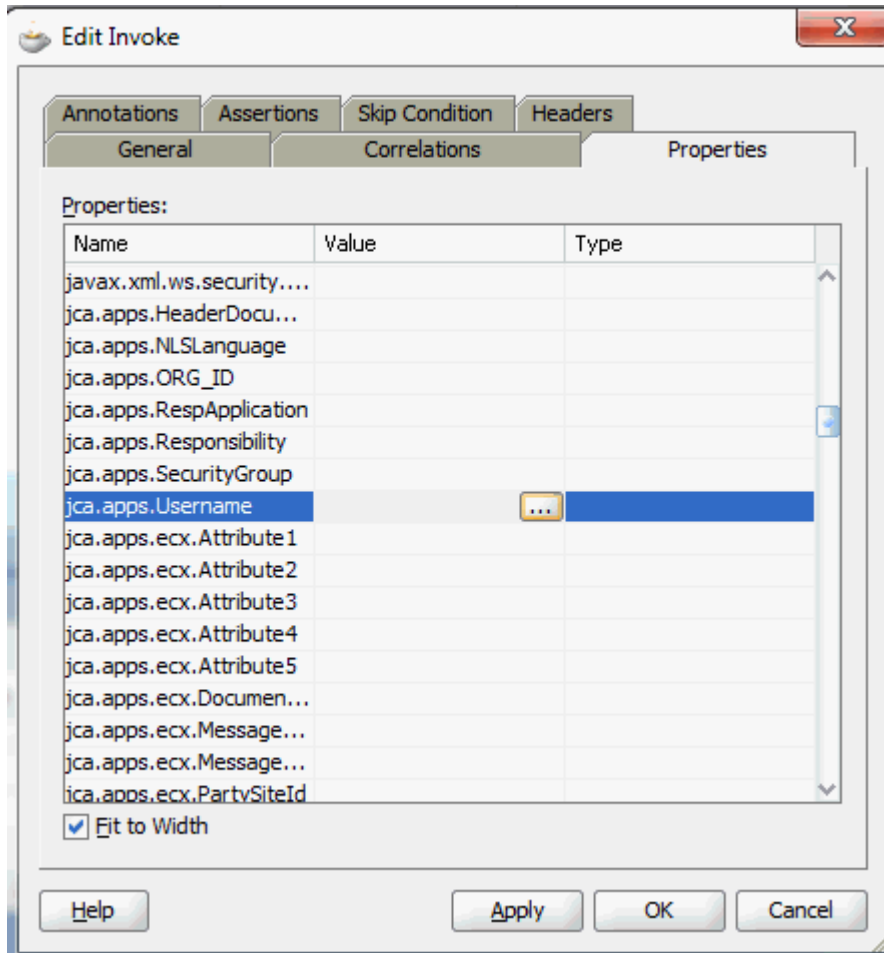 Edit Invoke
Annotations Assertions Skip Condition Headers
General Correlations Properties
Properties:
Name Value Type
javax.xml.ws.security....
jca.apps.HeaderDocu...
jca.apps.NLSLanguage
jca.apps.ORG_ID
jca.apps.RespApplication
jca.apps.Responsibility
jca.apps.SecurityGroup
jca.apps.Username ...
jca.apps.ecx.Attribute1
jca.apps.ecx.Attribute2
jca.apps.ecx.Attribute3
jca.apps.ecx.Attribute4
jca.apps.ecx.Attribute5
jca.apps.ecx.Documen...
jca.apps.ecx.Message...
jca.apps.ecx.Message...
jca.apps.ecx.PartySiteId
Fit to Width
Help Apply OK Cancel